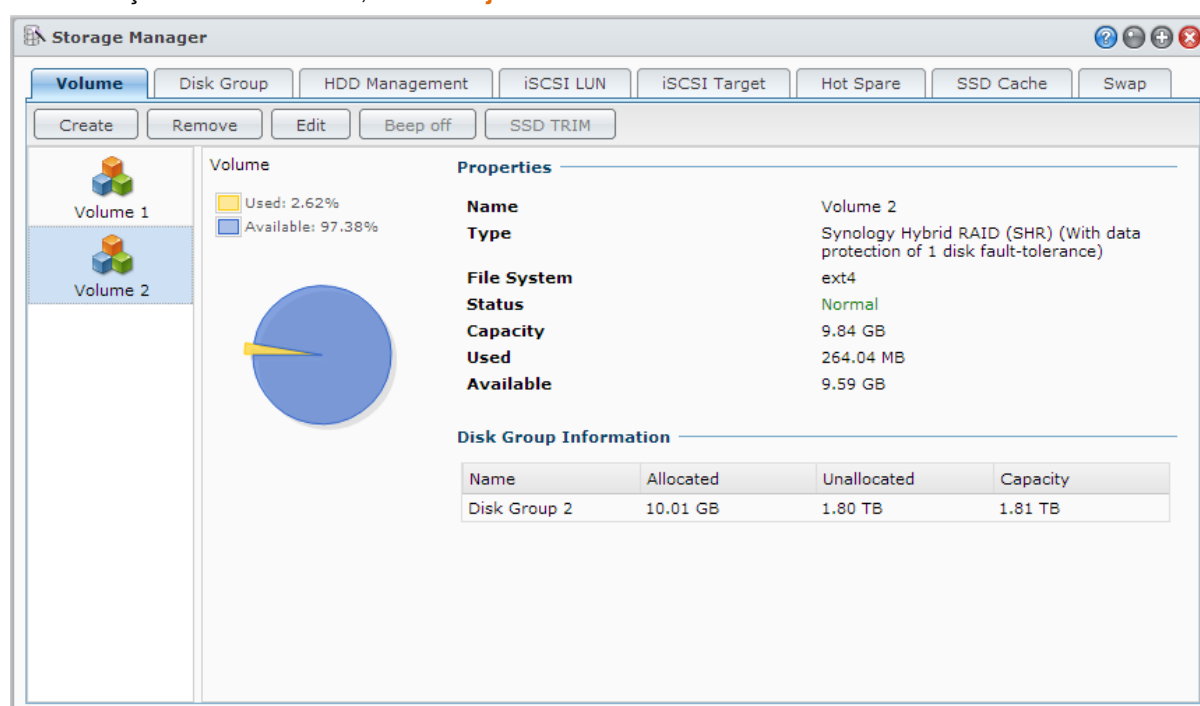 Storage Manager
Volume Disk Group HDD Management iSCSI LUN iSCSI Target Hot Spare SSD Cache Swap
Create Remove Edit Beep off SSD TRIM
Volume 1
Volume 2
Volume
Used: 2.62%
Available: 97.38%
Properties
Name Volume 2
Type Synology Hybrid RAID (SHR) (With data
protection of 1 disk fault-tolerance)
File System ext4
Status Normal
Capacity 9.84 GB
Used 264.04 MB
Available 9.59 GB
Disk Group Information
Name Allocated Unallocated Capacity
Disk Group 2 10.01 GB 1.80 TB 1.81 TB